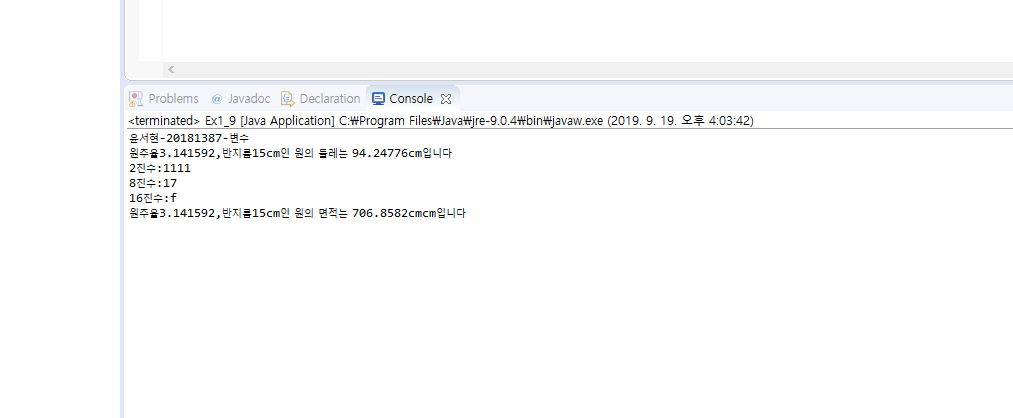 Problems @ Javadoc Declaration Console
<terminated> Ex1_9 [Java Application] C:₩Program Files₩Java₩jre-9.0.4₩bin₩javaw.exe (2019. 9. 19. 오후 4:03:42)
윤서현-20181387-변수
원주율3.141592,반지름15cm인 원의 둘레는 94.24776cm입니다
2진수:1111
8진수:17
16진수:f
원주율3.141592,반지름15cm인 원의 면적는 706.8582cmcm입니다